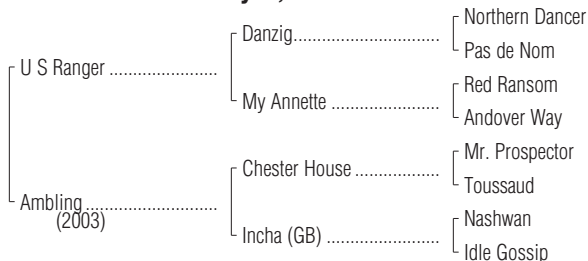 Northern Dancer
Danzig..................................
Pas de Nom
U S Ranger .........................
Red Ransom
My Annette .........................
Andover Way
Mr. Prospector
Chester House ...................
Toussaud
Ambling..............................
(2003)
Nashwan
Incha (GB) .........................
Idle Gossip